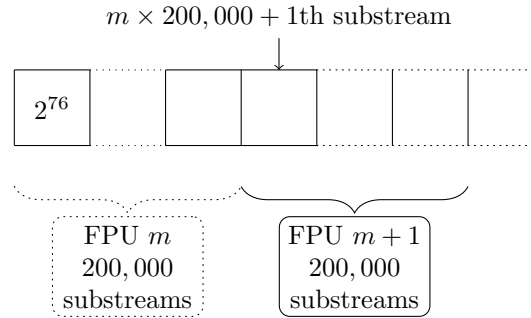 m × 200,000 + 1th substream
2^76
FPU m
200,000
substreams
FPU m + 1
200,000
substreams